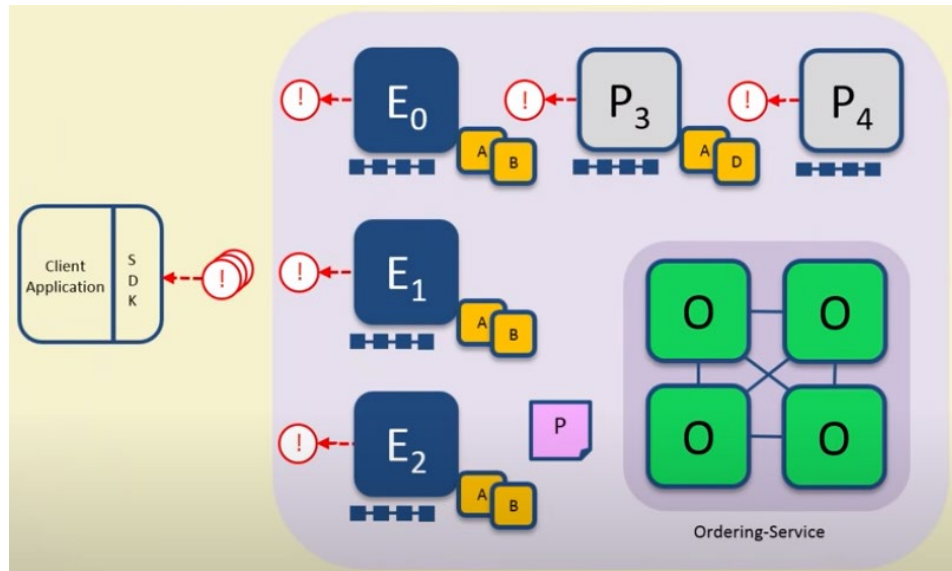 ! E0 ! P3 ! P4
A B A D
Client Application
S D K
!
! E1
A B
O O
! E2
P
O O
A B
Ordering-Service